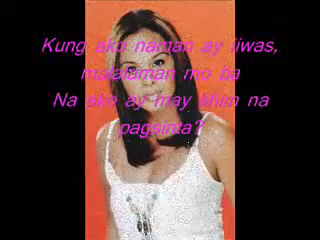 Kung ako naman ay iiwas,
malalaman mo ba
Na ako ay may lihim na
pagsinta?